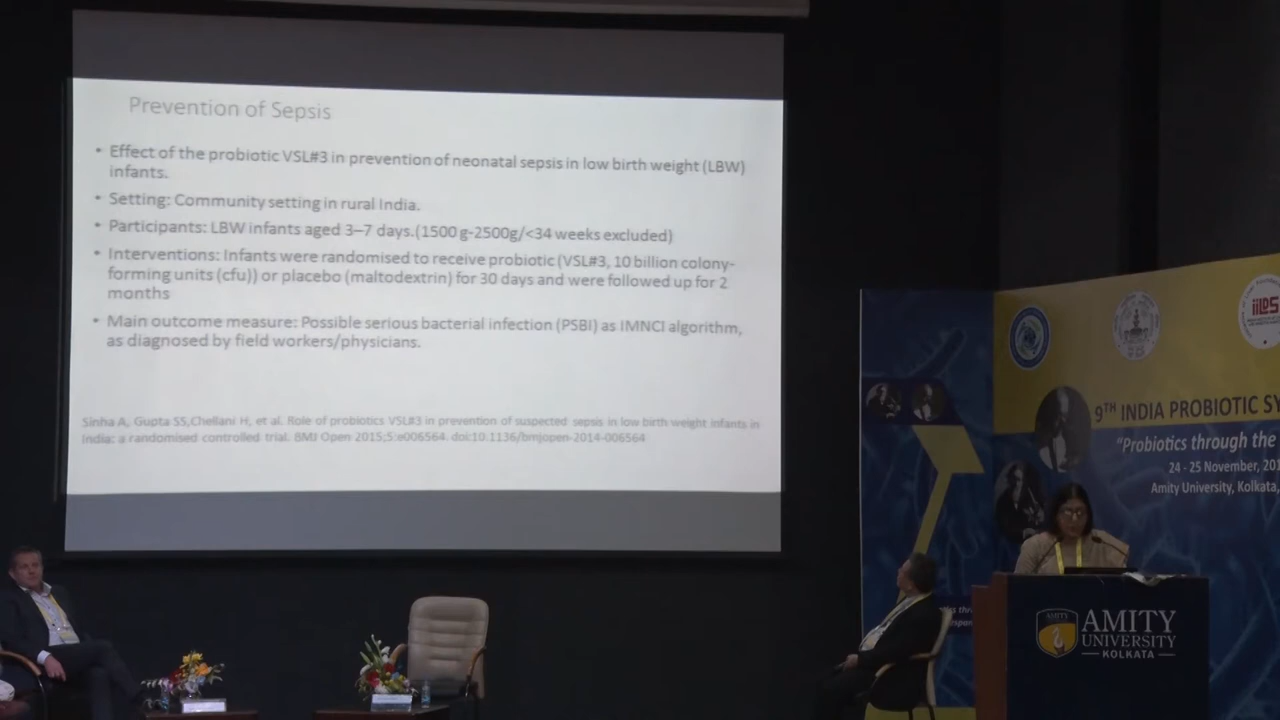 Prevention of Sepsis
• Effect of the probiotic VSL#3 in prevention of neonatal sepsis in low birth weight (LBW)
infants.
• Setting: Community setting in rural India.
• Participants: LBW infants aged 3–7 days.(1500 g-2500g/<34 weeks excluded)
• Interventions: Infants were randomised to receive probiotic (VSL#3, 10 billion colony-
forming units (cfu)) or placebo (maltodextrin) for 30 days and were followed up for 2
months
• Main outcome measure: Possible serious bacterial infection (PSBI) as IMNCI algorithm,
as diagnosed by field workers/physicians.
Sinha A, Gupta SS,Chellani H, et al. Role of probiotics VSL#3 in prevention of suspected sepsis in low birth weight infants in
India: a randomised controlled trial. BMJ Open 2015;5:e006564. doi:10.1136/bmjopen-2014-006564
iiLDS
9TH INDIA PROBIOTIC SY
"Probiotics through the
24 - 25 November, 201
Amity University, Kolkata,
AMITY
UNIVERSITY
KOLKATA